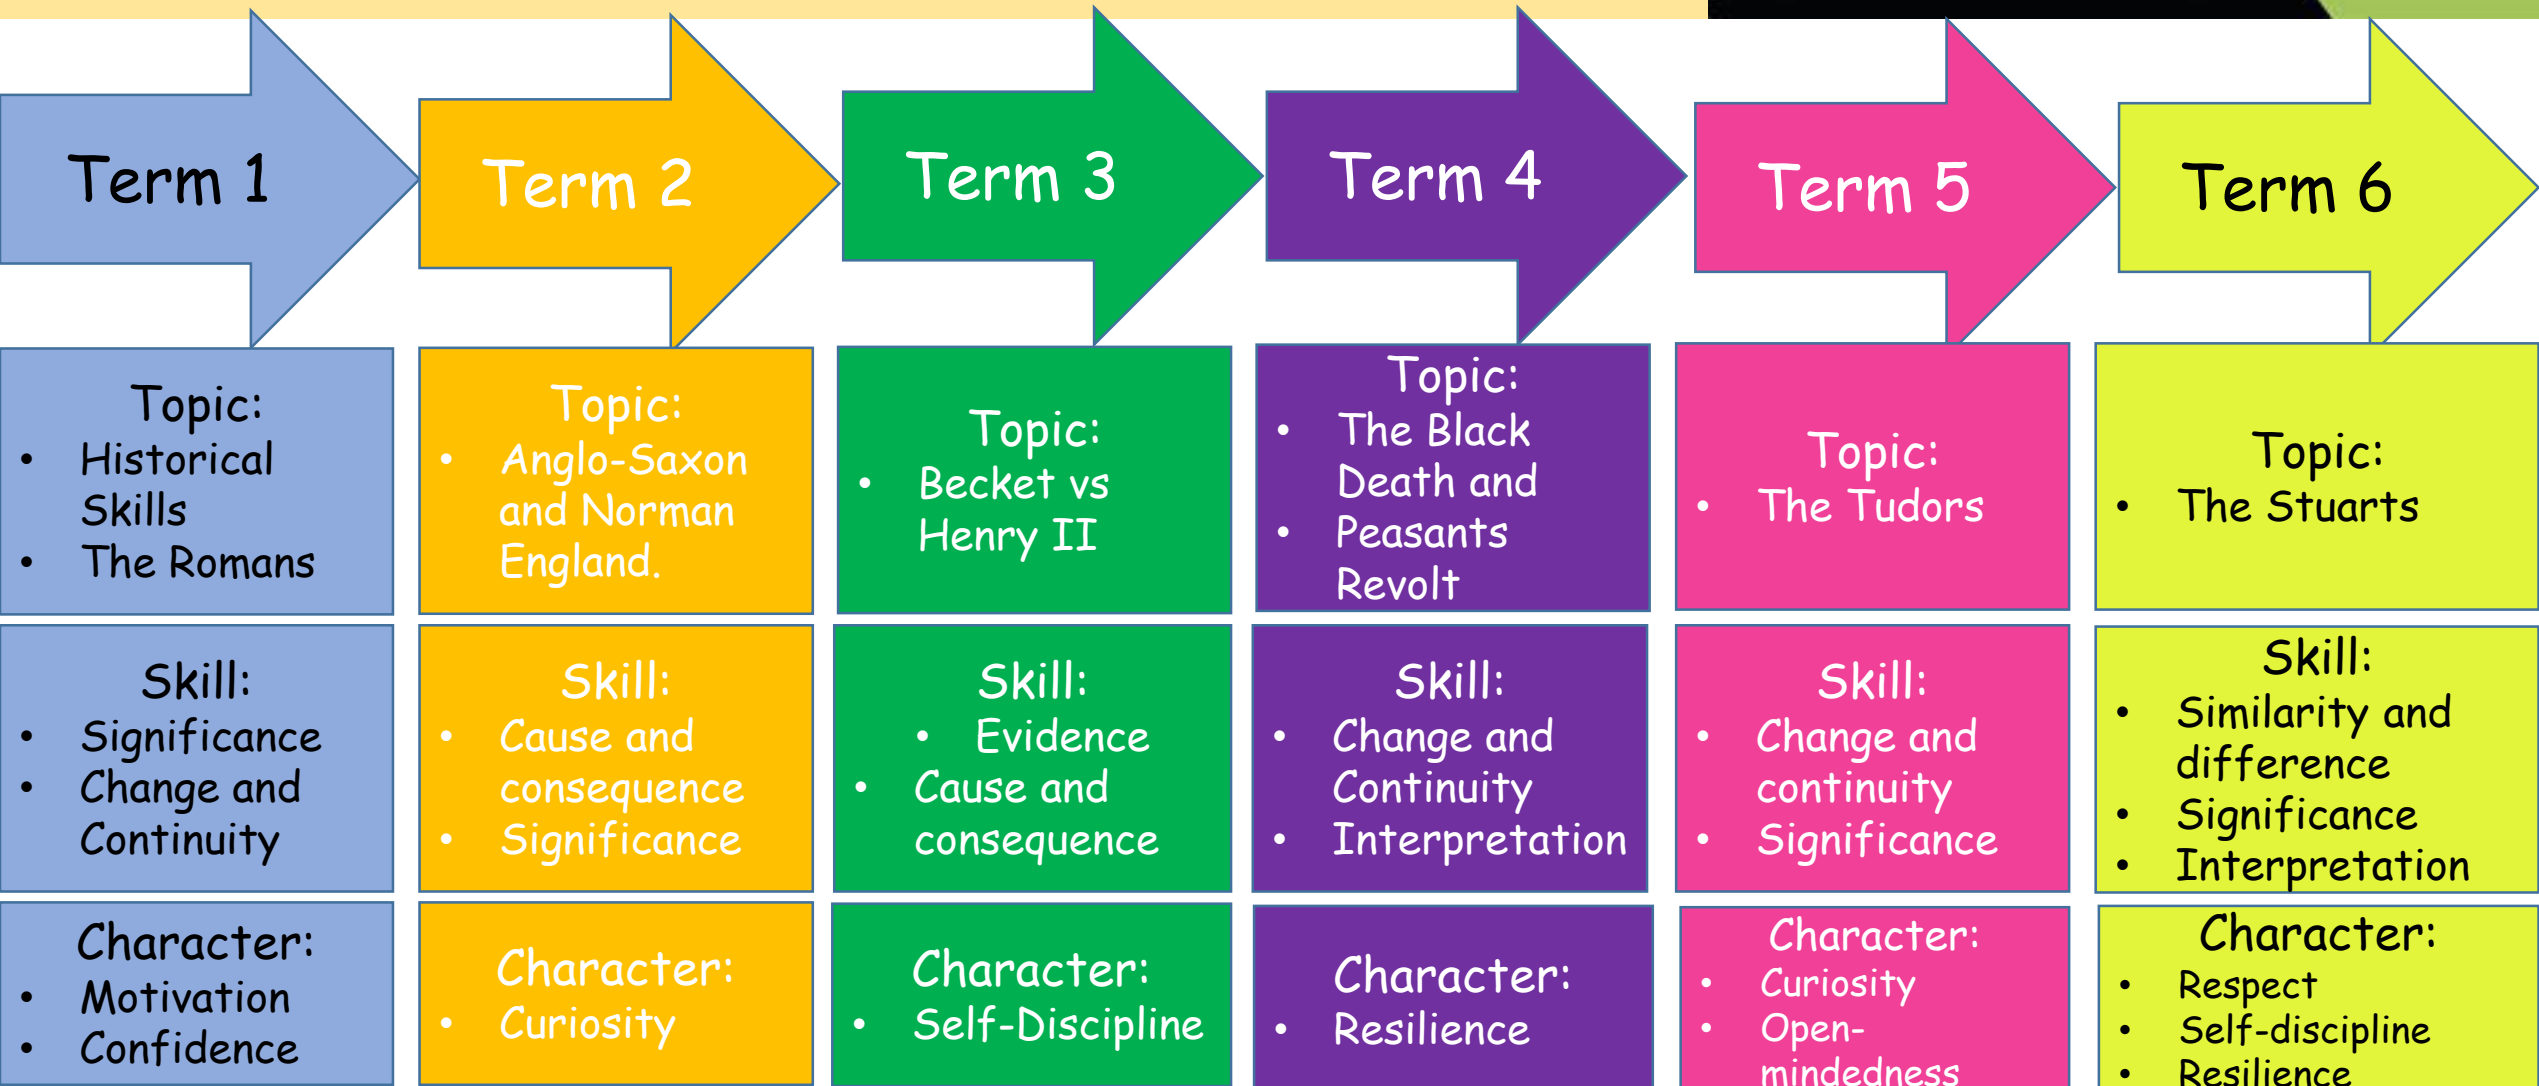 Term 1
Term 2
Term 3
Term 4
Term 5
Term 6
Topic:
• Historical
Skills
• The Romans
Topic:
• Anglo-Saxon
and Norman
England.
Topic:
• Becket vs
Henry II
Topic:
• The Black
Death and
• Peasants
Revolt
Topic:
• The Tudors
Topic:
• The Stuarts
Skill:
• Significance
• Change and
Continuity
Skill:
• Cause and
consequence
• Significance
Skill:
• Evidence
• Cause and
consequence
Skill:
• Change and
Continuity
• Interpretation
Skill:
• Change and
continuity
• Significance
Skill:
• Similarity and
difference
• Significance
• Interpretation
Character:
• Motivation
• Confidence
Character:
• Curiosity
Character:
• Self-Discipline
Character:
• Resilience
Character:
• Curiosity
• Open-
mindedness
Character:
• Respect
• Self-discipline
• Resilience